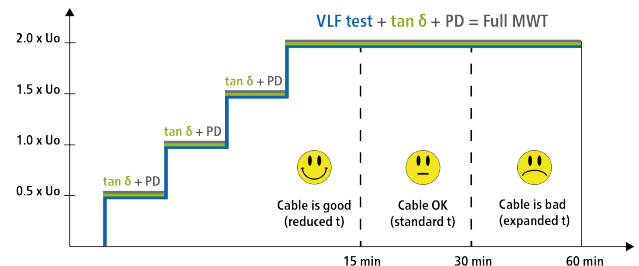 VLF test + tan δ + PD = Full MWT
2.0 x Uo
1.5 x Uo
tan δ + PD
1.0 x Uo
tan δ + PD
0.5 x Uo
tan δ + PD
Cable is good
(reduced t)
Cable OK
(standard t)
Cable is bad
(expanded t)
15 min
30 min
60 min